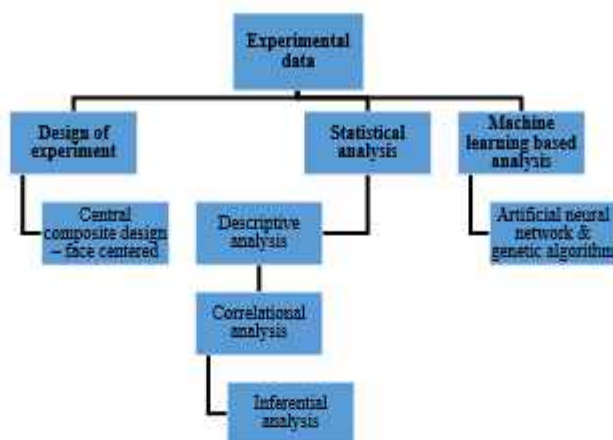 Experimental
data
Design of
experiment
Statistical
analysis
Machine
learning based
analysis
Central
composite design
– face centered
Descriptive
analysis
Artificial neural
network &
genetic algorithm
Correlational
analysis
Inferential
analysis